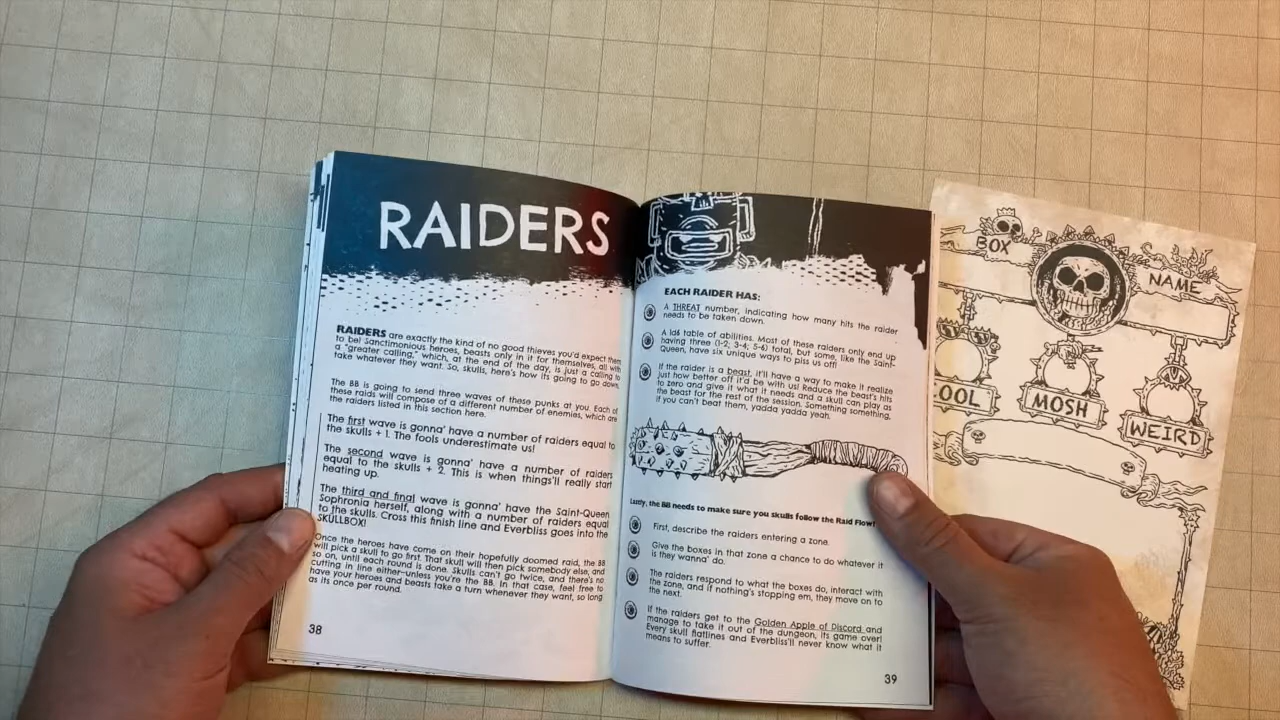 RAIDERS
RAIDERS are exactly the kind of no good thieves you'd expect them
to be! Sanctimonious heroes, beasts only in it for themselves, all with
a "greater calling," which, at the end of the day, is just a calling to
take whatever they want. So, skulls, here's how its going to go down.
The BB is going to send three waves of these punks at you. Each of
these raids will compose of a different number of enemies, which are
the raiders listed in this section here.
The first wave is gonna' have a number of raiders equal to
the skulls + 1. The fools underestimate us!
The second wave is gonna' have a number of raiders
equal to the skulls + 2. This is when things'll really start
heating up.
The third and final wave is gonna' have the Saint-Queen
Sophronia herself, along with a number of raiders equal
to the skulls. Cross this finish line and Everbliss goes into the
SKULLBOX!
Once the heroes have come on their hopefully doomed raid, the BB
will pick a skull to go first. That skull will then pick somebody else, and
so on, until each round is done. Skulls can't go twice, and there's no
cutting in line either-unless you're the BB. In that case, feel free to
have your heroes and beasts take a turn whenever they want, so long
as its once per round.
38
EACH RAIDER HAS:
A THREAT number, indicating how many hits the raider
needs to be taken down.
A 1d6 table of abilities. Most of these raiders only end up
having three (1-2, 3-4, 5-6) total, but some, like the Saint-
Queen, have six unique ways to piss us off!
If the raider is a beast, it'll have a way to make it realize
just how better off it'd be with us! Reduce the beast's hits
to zero and give it what it needs and a skull can play as
the beast for the rest of the session. Something something,
if you can't beat them, yadda yadda yeah.
Lastly, the BB needs to make sure you skulls follow the Raid Flow!
First, describe the raiders entering a zone.
Give the boxes in that zone a chance to do whatever it
is they wanna' do.
The raiders respond to what the boxes do, interact with
the zone, and if nothing's stopping em, they move on to
the next.
If the raiders get to the Golden Apple of Discord and
manage to take it out of the dungeon, its game over!
Every skull flatlines and Everbliss'll never know what it
means to suffer.
39
BOX
NAME
OOL
MOSH
WEIRD